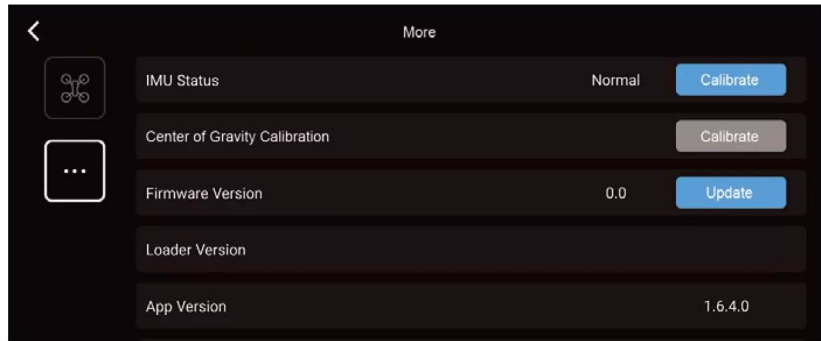 More
IMU Status Normal Calibrate
Center of Gravity Calibration Calibrate
Firmware Version 0.0 Update
Loader Version
App Version 1.6.4.0